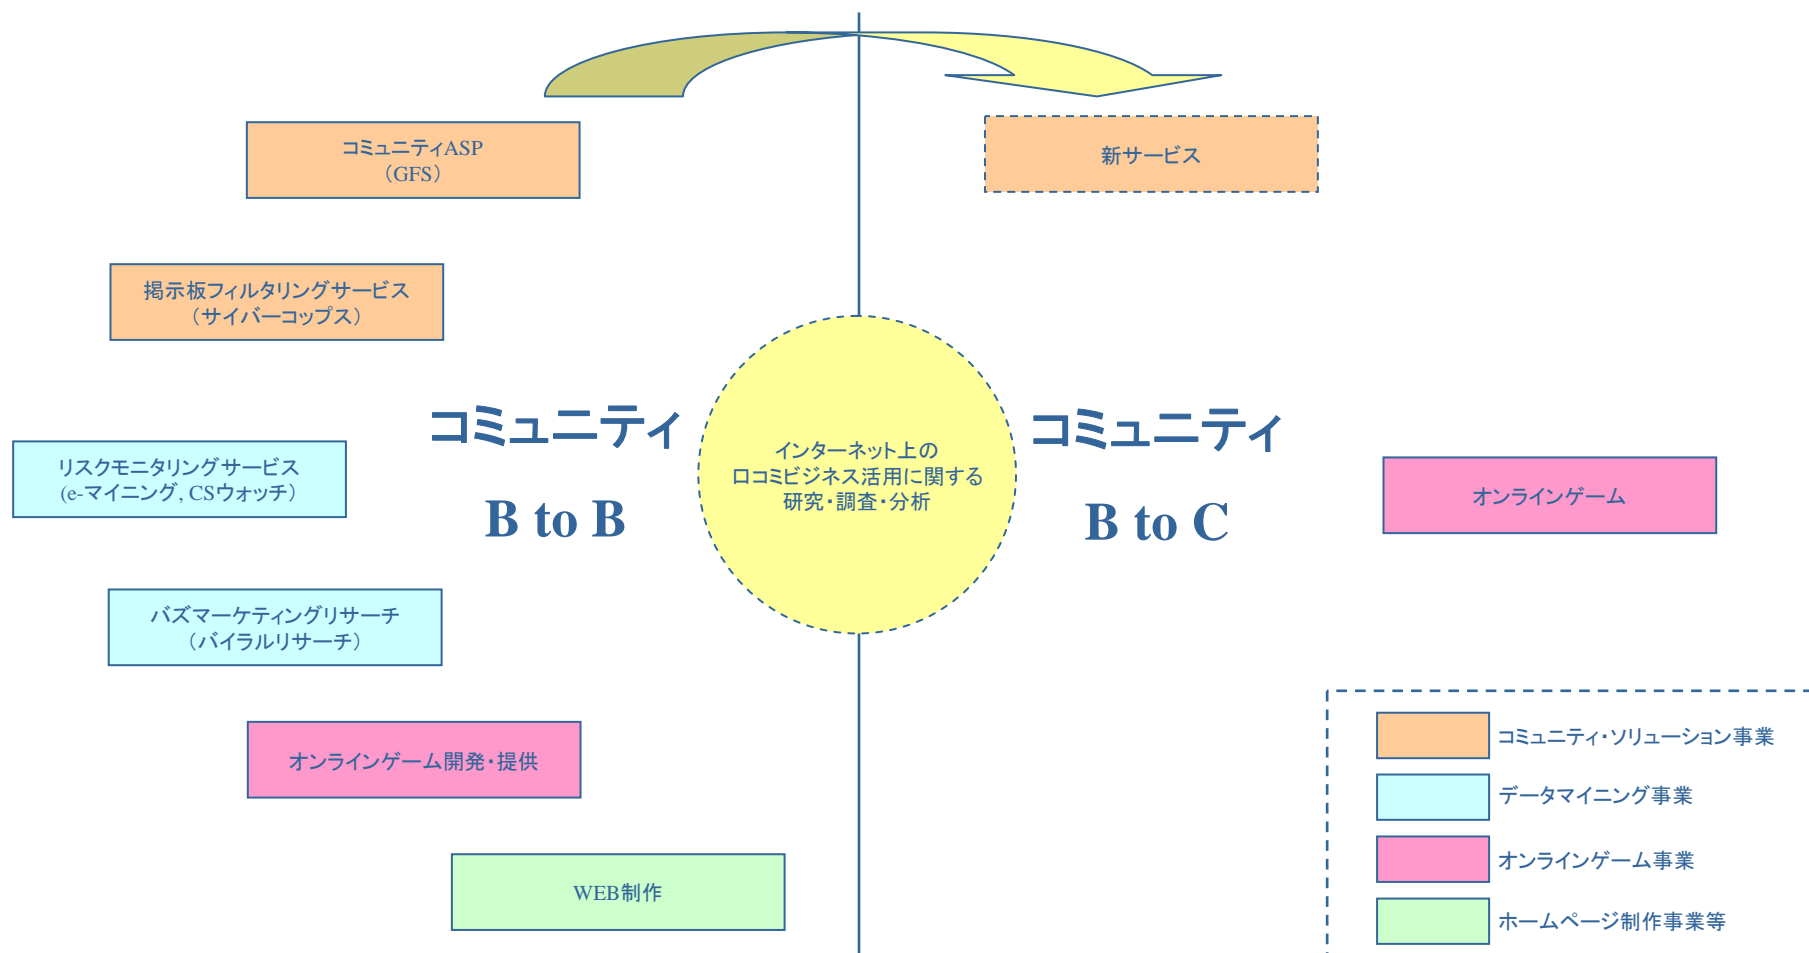 コミュニティASP
（GFS）
新サービス
掲示板フィルタリングサービス
（サイバーコップス）
コミュニティ
B to B
インターネット上の
口コミビジネス活用に関する
研究・調査・分析
コミュニティ
B to C
リスクモニタリングサービス
(e-マイニング, CSウォッチ）
オンラインゲーム
バズマーケティングリサーチ
（バイラルリサーチ）
オンラインゲーム開発・提供
WEB制作
コミュニティ・ソリューション事業
データマイニング事業
オンラインゲーム事業
ホームページ制作事業等